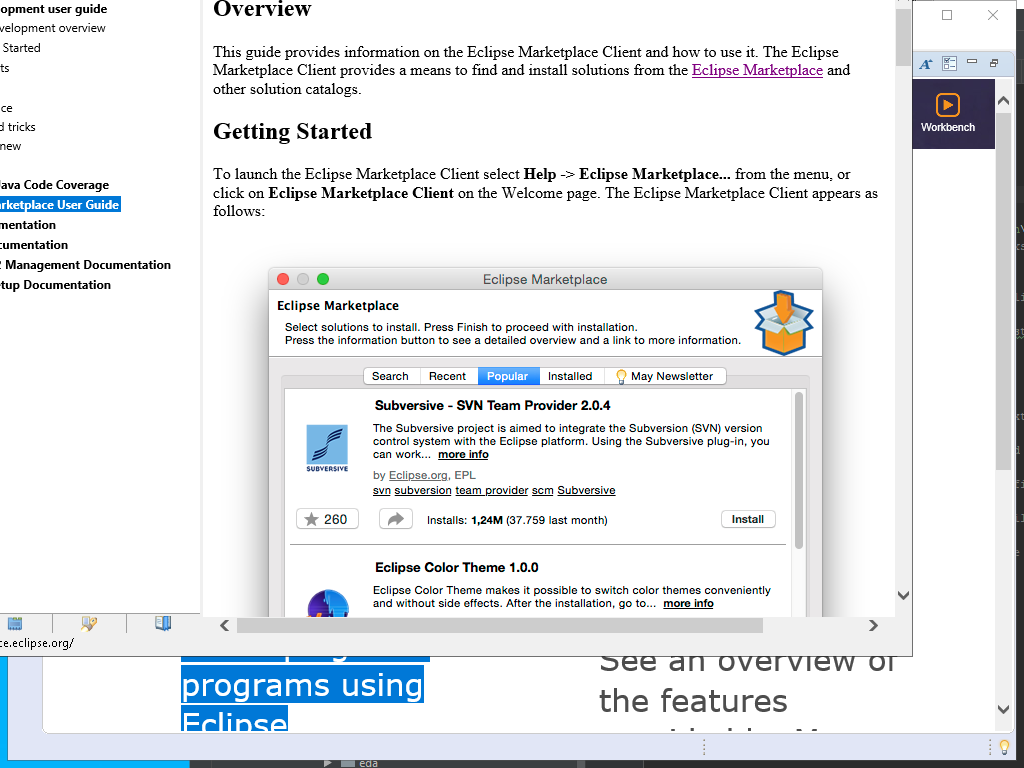 opment user guide
velopment overview
Started
ts
ce
d tricks
new
Java Code Coverage
arketplace User Guide
mentation
cumentation
2 Management Documentation
tup Documentation
ce.eclipse.org/
Overview
This guide provides information on the Eclipse Marketplace Client and how to use it. The Eclipse
Marketplace Client provides a means to find and install solutions from the Eclipse Marketplace and
other solution catalogs.
Getting Started
To launch the Eclipse Marketplace Client select Help -> Eclipse Marketplace... from the menu, or
click on Eclipse Marketplace Client on the Welcome page. The Eclipse Marketplace Client appears as
follows:
Eclipse Marketplace
Eclipse Marketplace
Select solutions to install. Press Finish to proceed with installation.
Press the information button to see a detailed overview and a link to more information.
Search Recent Popular Installed May Newsletter
Subversive - SVN Team Provider 2.0.4
The Subversive project is aimed to integrate the Subversion (SVN) version
control system with the Eclipse platform. Using the Subversive plug-in, you
can work... more info
SUBVERSIVE
by Eclipse.org, EPL
svn subversion team provider scm Subversive
260 Installs: 1,24M (37.759 last month) Install
Eclipse Color Theme 1.0.0
Eclipse Color Theme makes it possible to switch color themes conveniently
and without side effects. After the installation, go to... more info
Workbench
programs using
Eclipse
See an overview of
the features
eda